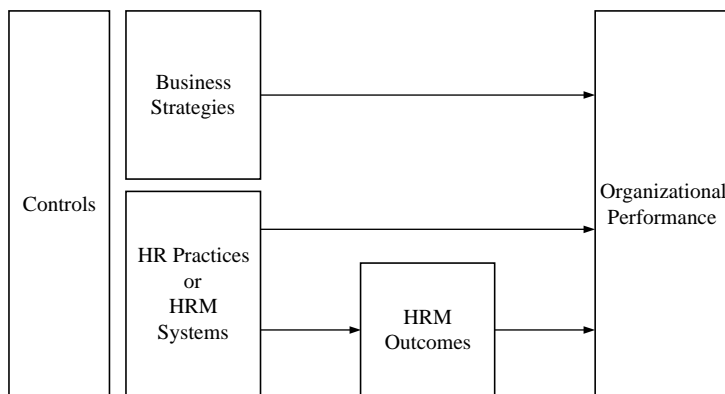 Controls
Business
Strategies
HR Practices
or
HRM
Systems
HRM
Outcomes
Organizational
Performance